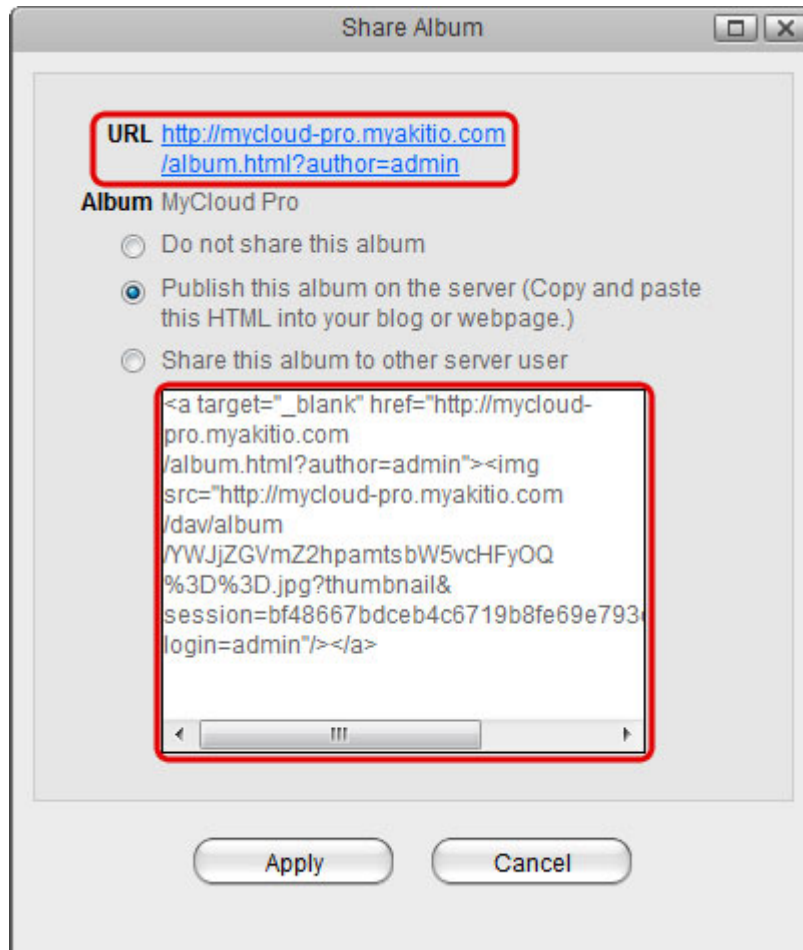 Share Album
URL http://mycloud-pro.myakitio.com
/album.html?author=admin
Album MyCloud Pro
Do not share this album
Publish this album on the server (Copy and paste
this HTML into your blog or webpage.)
Share this album to other server user
<a target="_blank" href="http://mycloud-
pro.myakitio.com
/album.html?author=admin"><img
src="http://mycloud-pro.myakitio.com
/dav/album
/YWJjZGVmZ2hpamtsbW5vcHFyOQ
%3D%3D.jpg?thumbnail&
session=bf48667bdceb4c6719b8fe69e793
login=admin"/></a>
Apply
Cancel